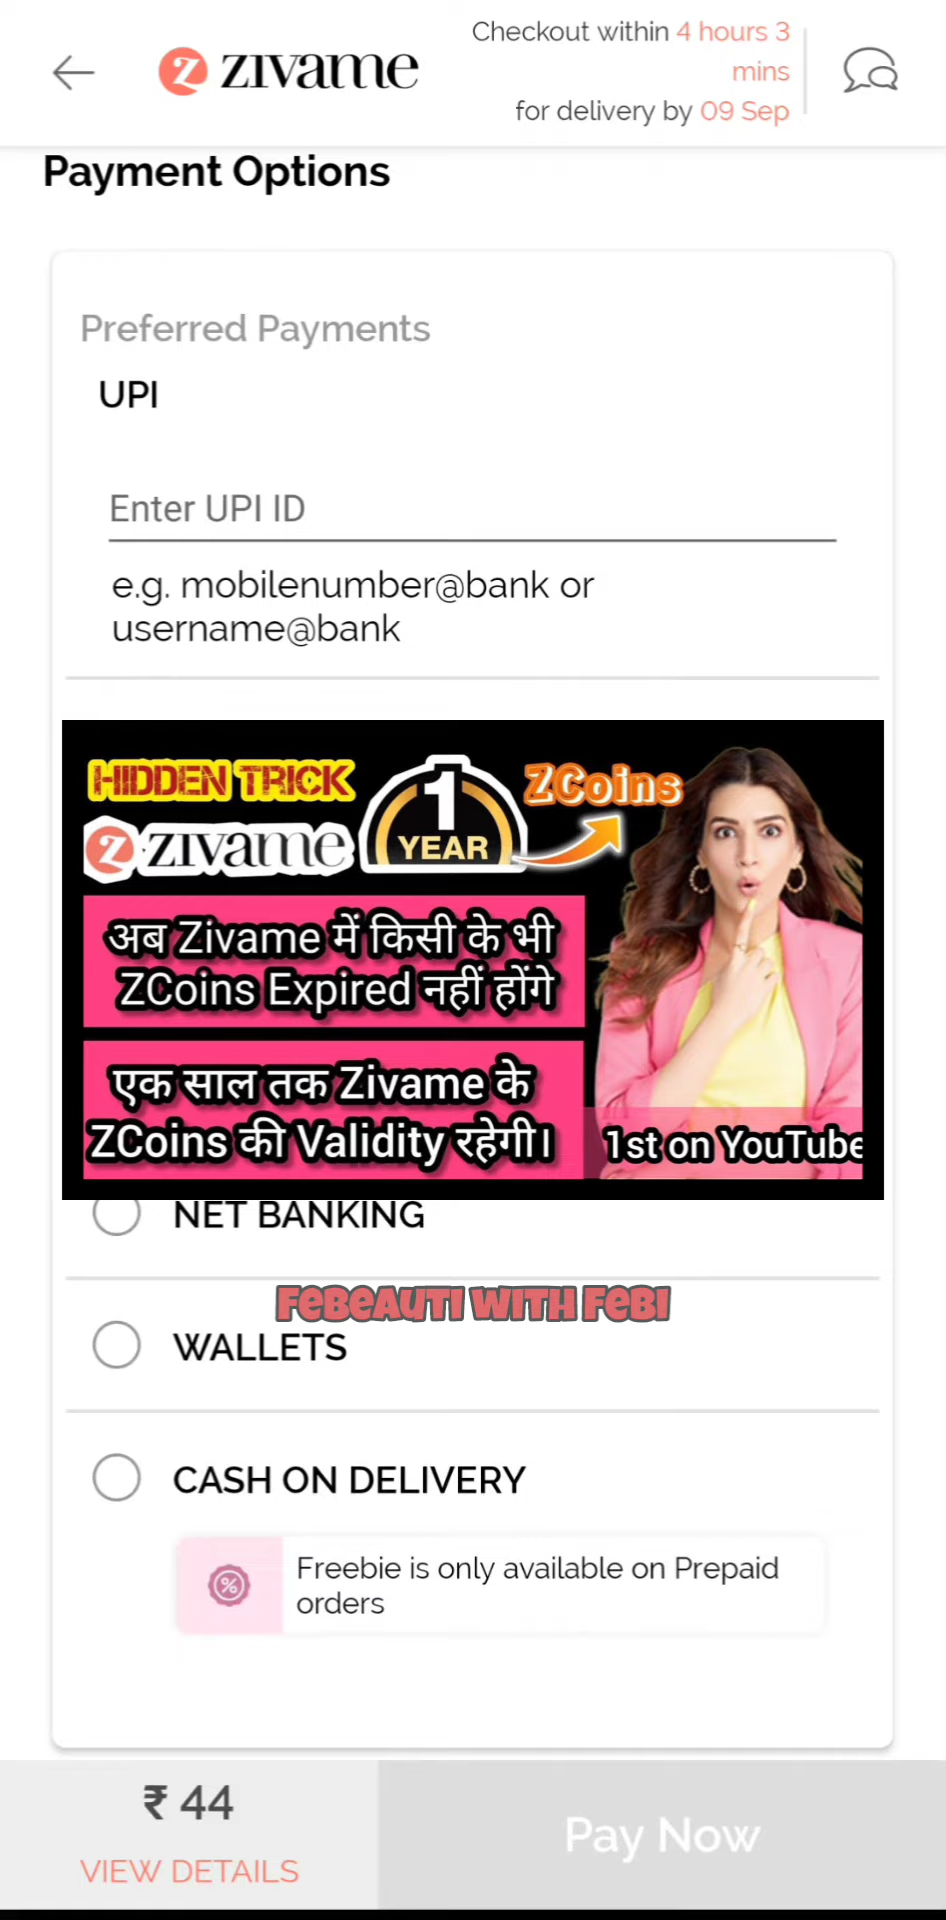 Checkout within 4 hours 3
mins
for delivery by 09 Sep
zivame
Payment Options
Preferred Payments
UPI
Enter UPI ID
e.g. mobilenumber@bank or
username@bank
HIDDEN TRICK
1
YEAR
ZCoins
zivame
अब Zivame में किसी के भी
ZCoins Expired नहीं होंगे
एक साल तक Zivame के
ZCoins की Validity रहेगी।
1st on YouTube
NET BANKING
FEBEAUTI WITH FEBI
WALLETS
CASH ON DELIVERY
Freebie is only available on Prepaid
orders
₹ 44
VIEW DETAILS
Pay Now